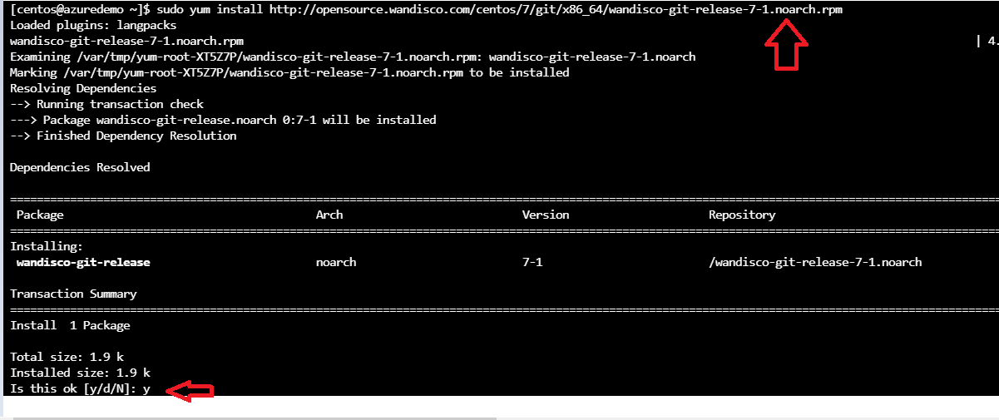 [centos@azuredemo ~]$ sudo yum install http://opensource.wandisco.com/centos/7/git/x86_64/wandisco-git-release-7-1.noarch.rpm
Loaded plugins: langpacks
wandisco-git-release-7-1.noarch.rpm | 4.
Examining /var/tmp/yum-root-XT5Z7P/wandisco-git-release-7-1.noarch.rpm: wandisco-git-release-7-1.noarch
Marking /var/tmp/yum-root-XT5Z7P/wandisco-git-release-7-1.noarch.rpm to be installed
Resolving Dependencies
--> Running transaction check
---> Package wandisco-git-release.noarch 0:7-1 will be installed
--> Finished Dependency Resolution
Dependencies Resolved
Package Arch Version Repository
Installing:
wandisco-git-release noarch 7-1 /wandisco-git-release-7-1.noarch
Transaction Summary
Install 1 Package
Total size: 1.9 k
Installed size: 1.9 k
Is this ok [y/d/N]: y